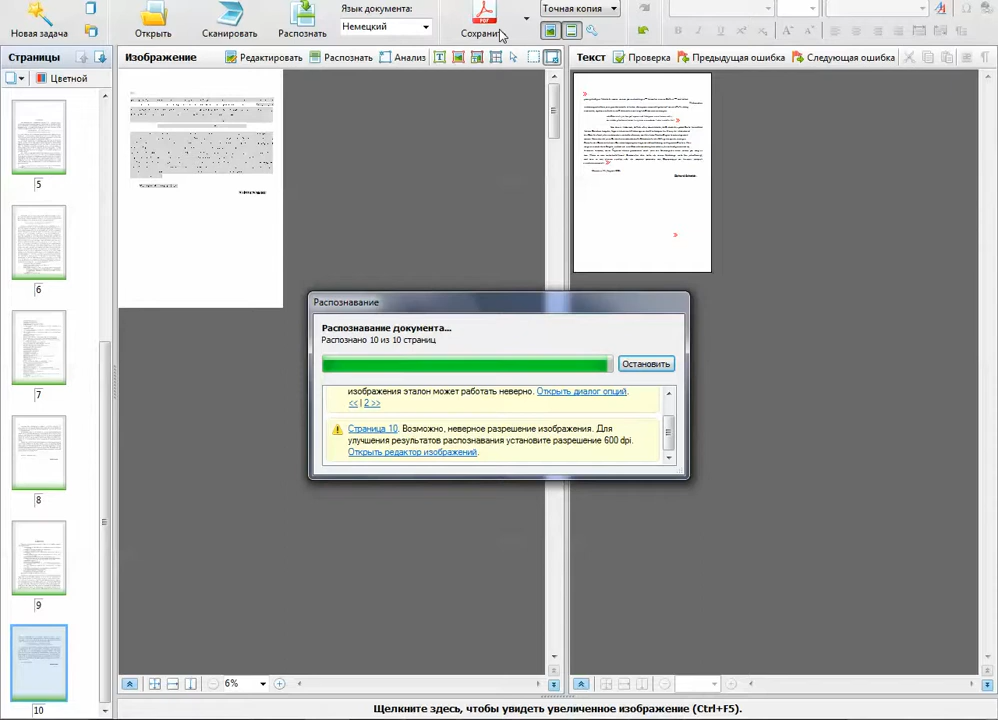 Язык документа:
Точная копия
Немецкий
Новая задача
Открыть
Сканировать
Распознать
Сохранить
Страницы
Изображение
Редактировать
Распознать
Анализ
Текст
Проверка
Предыдущая ошибка
Следующая ошибка
Цветной
5
6
7
8
9
10
Распознавание
Распознавание документа...
Распознано 10 из 10 страниц
Остановить
изображения эталон может работать неверно. Открыть диалог опций.
<< | 2 >>
Страница 10. Возможно, неверное разрешение изображения. Для
улучшения результатов распознавания установите разрешение 600 dpi.
Открыть редактор изображений.
6%
Щелкните здесь, чтобы увидеть увеличенное изображение (Ctrl+F5).